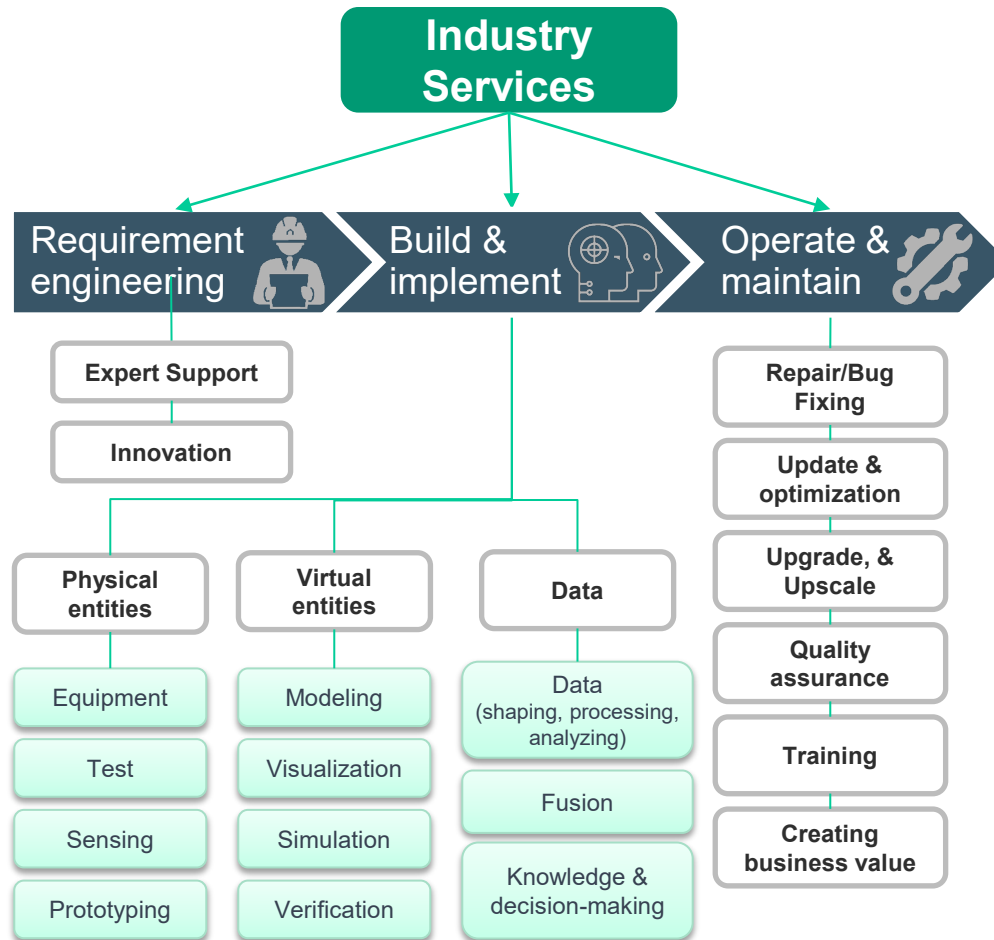 Industry
Services
Requirement
engineering
Build &
implement
Operate &
maintain
Expert Support
Innovation
Physical
entities
Equipment
Test
Sensing
Prototyping
Virtual
entities
Modeling
Visualization
Simulation
Verification
Data
Data
(shaping, processing,
analyzing)
Fusion
Knowledge &
decision-making
Repair/Bug
Fixing
Update &
optimization
Upgrade, &
Upscale
Quality
assurance
Training
Creating
business value